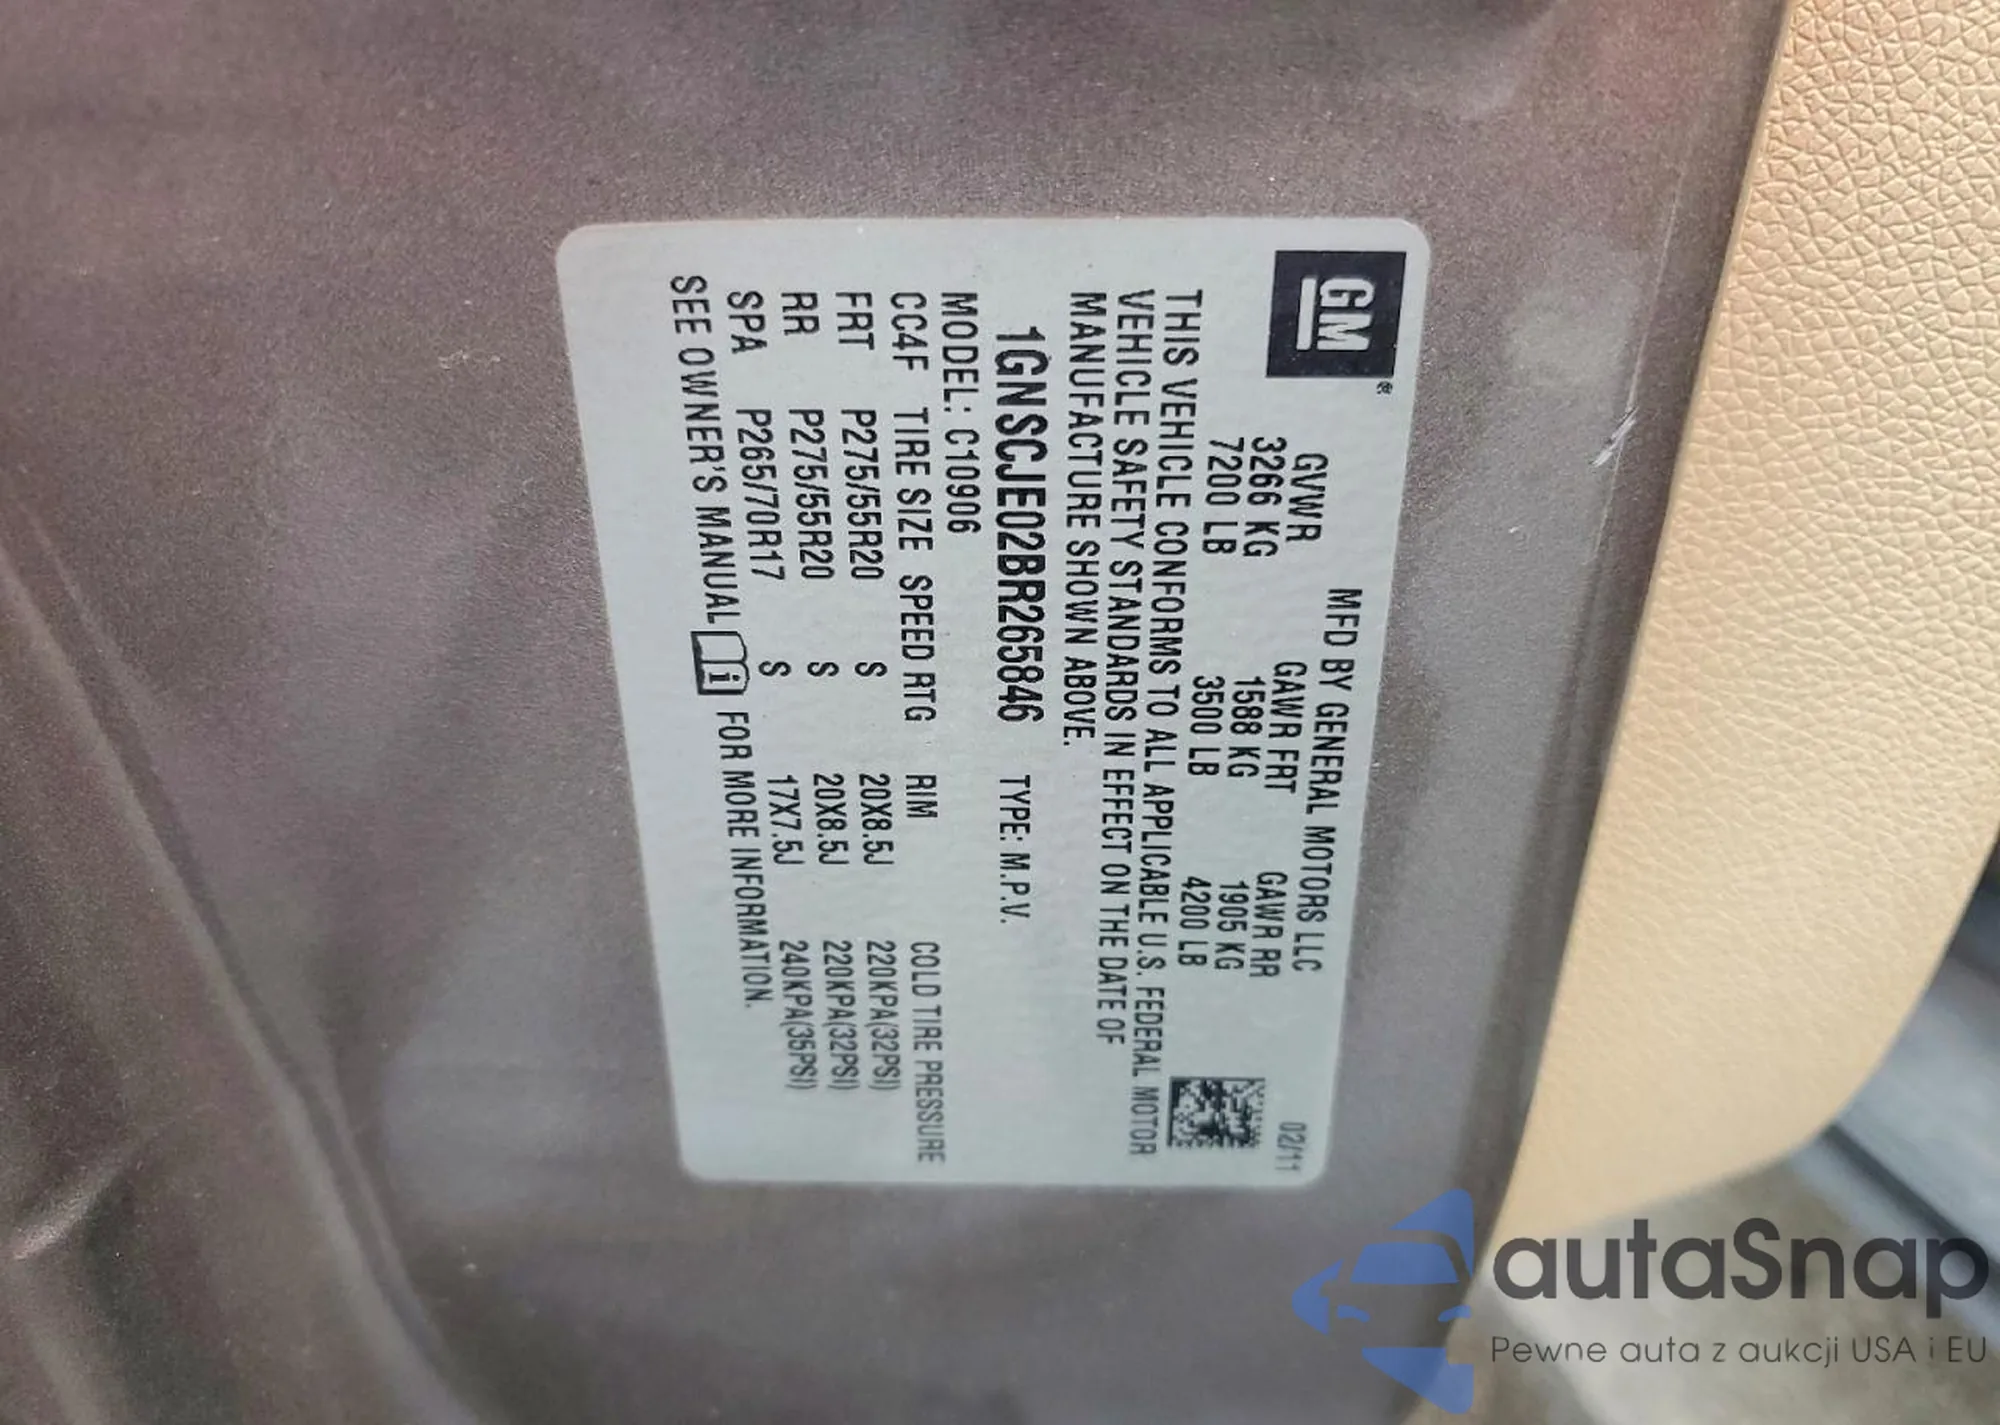 GM®
MFD BY GENERAL MOTORS LLC 02/11
GVWR GAWR FRT GAWR RR
3266 KG 1588 KG 1905 KG
7200 LB 3500 LB 4200 LB
THIS VEHICLE CONFORMS TO ALL APPLICABLE U.S. FEDERAL MOTOR
VEHICLE SAFETY STANDARDS IN EFFECT ON THE DATE OF
MANUFACTURE SHOWN ABOVE.
1GNSCJE02BR265846 TYPE: M.P.V.
MODEL: C10906
CC4F TIRE SIZE SPEED RTG RIM COLD TIRE PRESSURE
FRT P275/55R20 S 20X8.5J 220KPA(32PSI)
RR P275/55R20 S 20X8.5J 220KPA(32PSI)
SPA P265/70R17 S 17X7.5J 240KPA(35PSI)
SEE OWNER'S MANUAL i FOR MORE INFORMATION.
autaSnap
Pewne auta z aukcji USA i EU